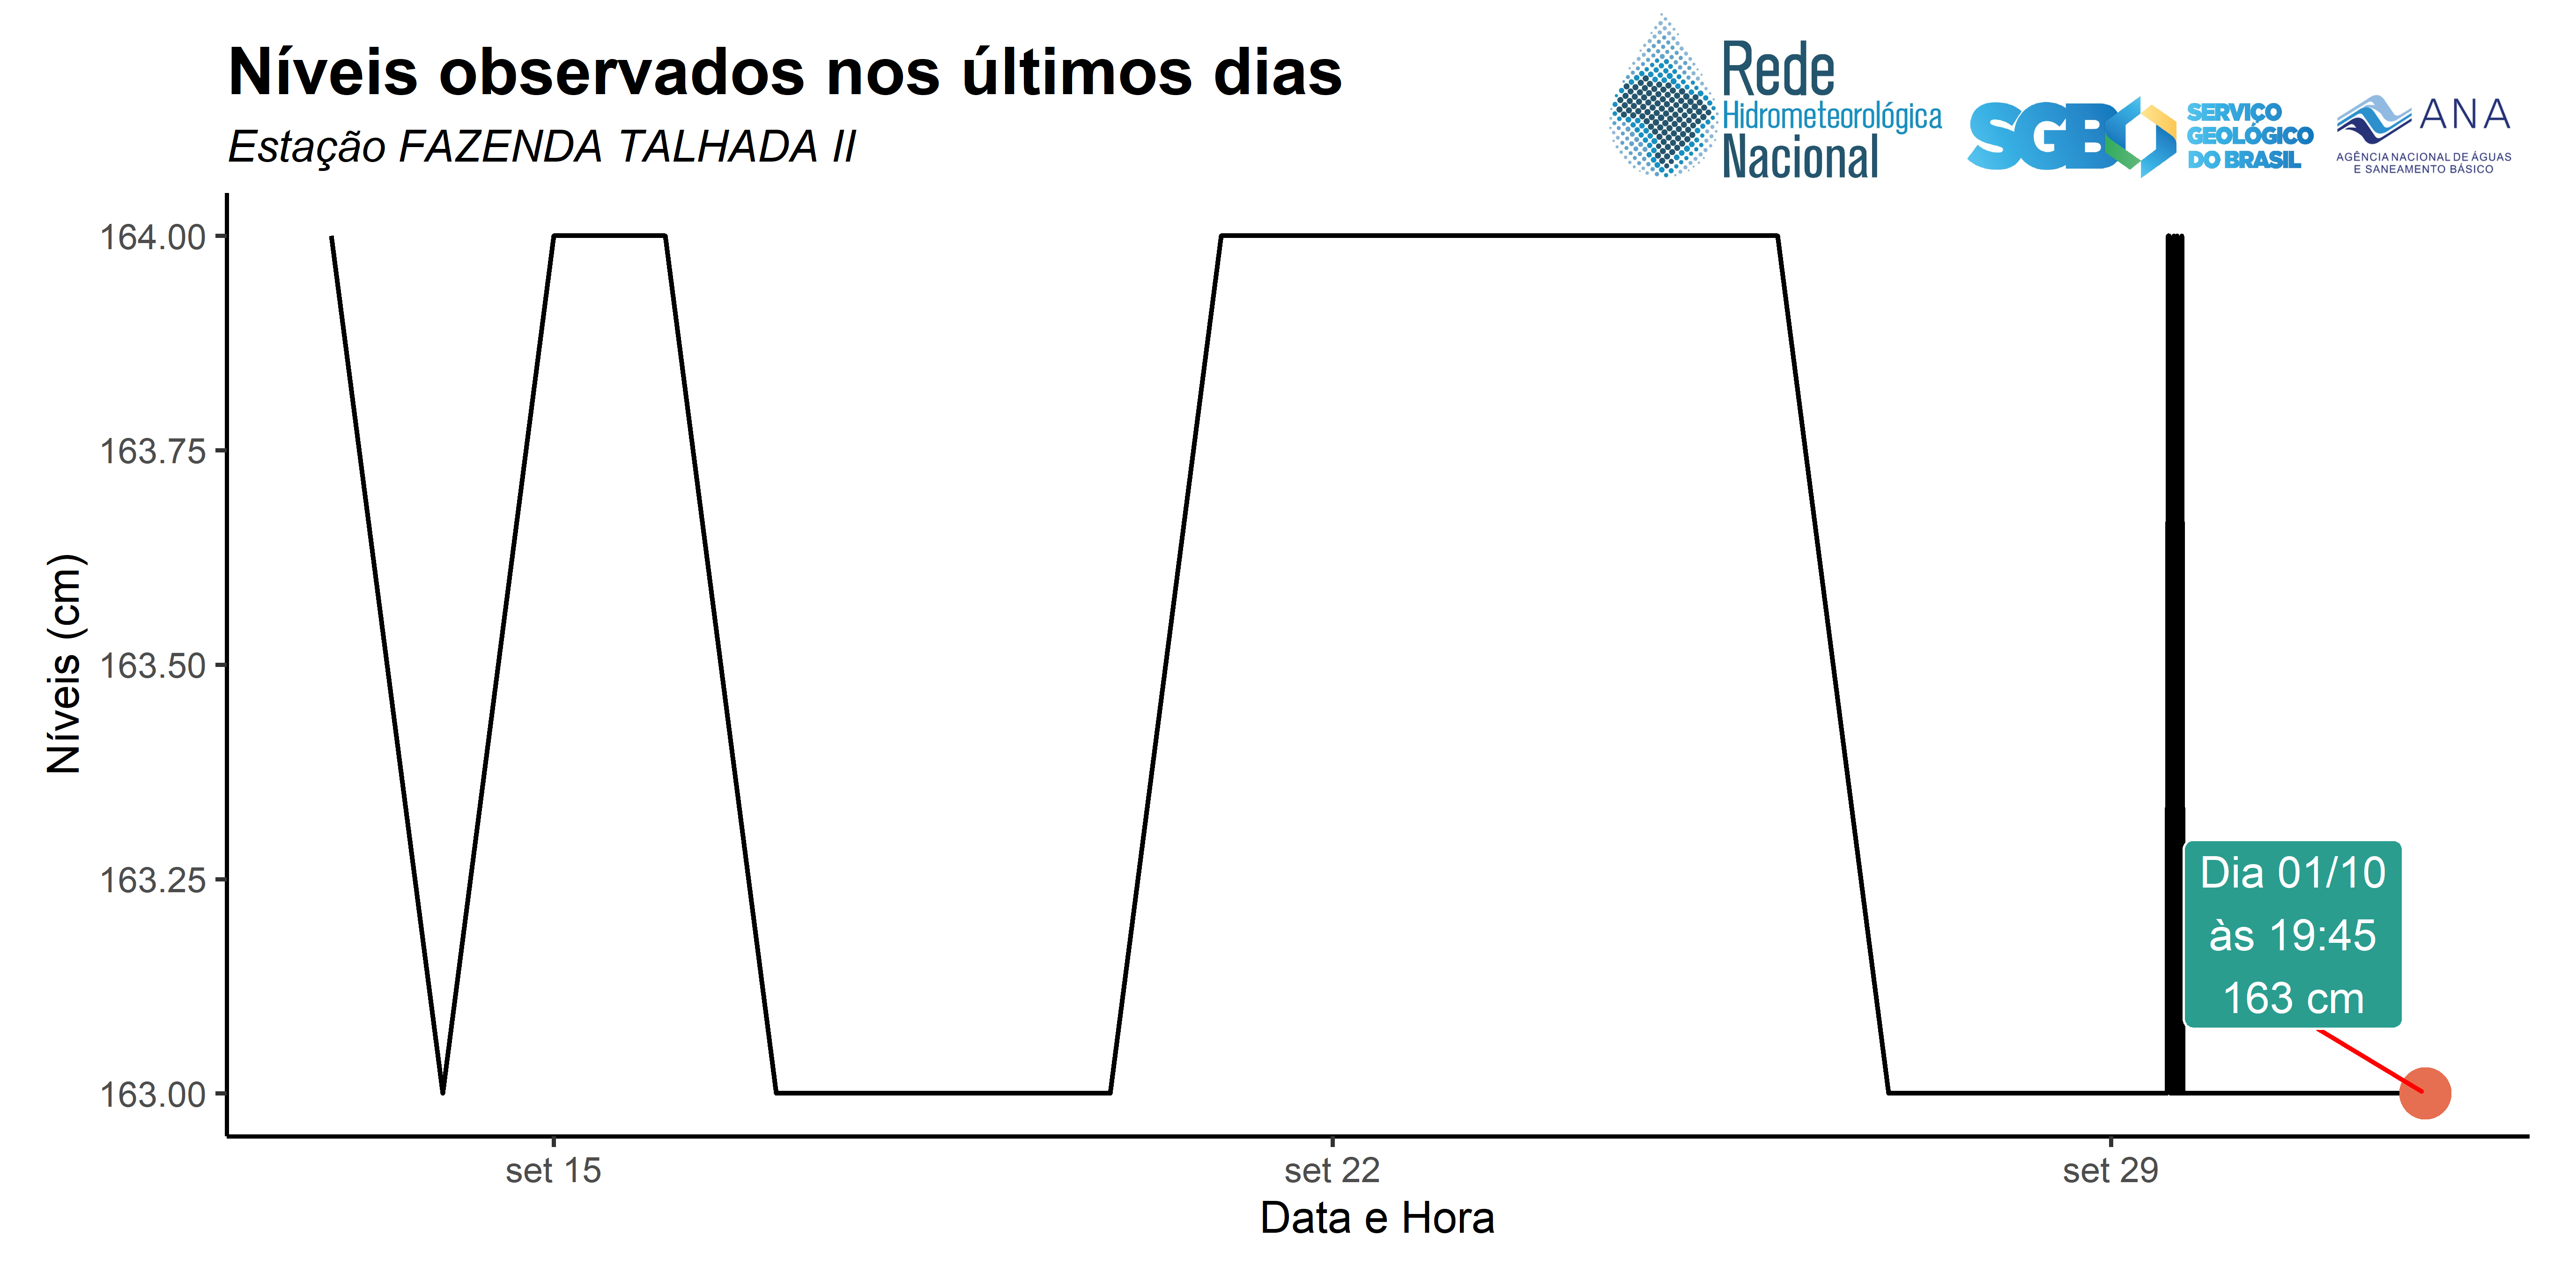 Níveis observados nos últimos dias
Estação FAZENDA TALHADA II
Rede
Hidrometeorológica
Nacional
SGB
SERVIÇO
GEOLÓGICO
DO BRASIL
ANA
AGÊNCIA NACIONAL DE ÁGUAS
E SANEAMENTO BÁSICO
Níveis (cm)
164.00
163.75
163.50
163.25
163.00
Dia 01/10
às 19:45
163 cm
set 15
set 22
set 29
Data e Hora